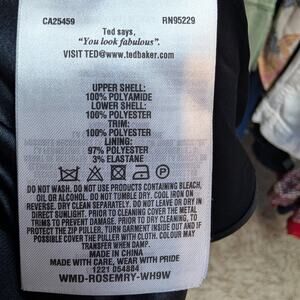 CA25459 RN95229
Ted says,
"You look fabulous".
VISIT TED@www.tedbaker.com
UPPER SHELL:
100% POLYAMIDE
LOWER SHELL:
100% POLYESTER
TRIM:
100% POLYESTER
LINING:
97% POLYESTER
3% ELASTANE
DO NOT WASH. DO NOT USE PRODUCTS CONTAINING BLEACH,
OIL OR ALCOHOL. DO NOT TUMBLE DRY. COOL IRON ON
REVERSE. DRY CLEAN SEPARATELY. DO NOT LEAVE OR DRY IN
DIRECT SUNLIGHT. PRIOR TO CLEANING COVER THE METAL
TRIMS TO PREVENT DAMAGE. PRIOR TO DRY CLEANING, TO
PROTECT THE ZIP PULLER, TURN GARMENT INSIDE OUT AND IF
POSSIBLE COVER THE PULLER WITH CLOTH. COLOUR MAY
TRANSFER WHEN DAMP.
MADE IN CHINA
MADE WITH CARE, WEAR WITH PRIDE
1221 054884
WMD-ROSEMRY-WH9W